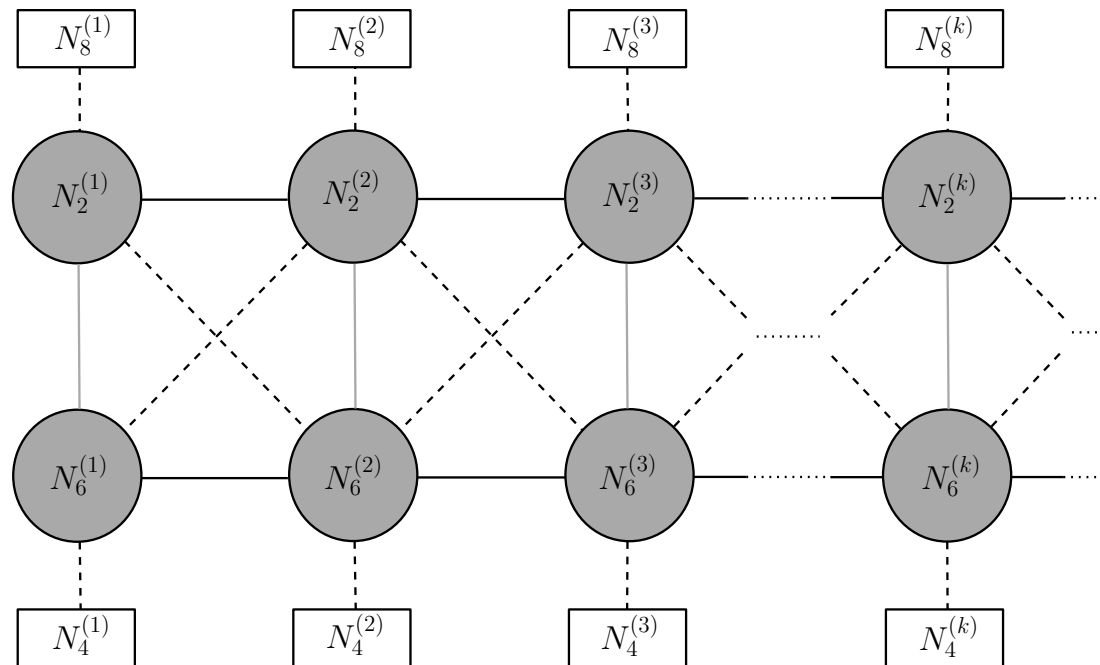 N_8^{(1)} N_8^{(2)} N_8^{(3)} N_8^{(k)}
N_2^{(1)} N_2^{(2)} N_2^{(3)} N_2^{(k)}
N_6^{(1)} N_6^{(2)} N_6^{(3)} N_6^{(k)}
N_4^{(1)} N_4^{(2)} N_4^{(3)} N_4^{(k)}